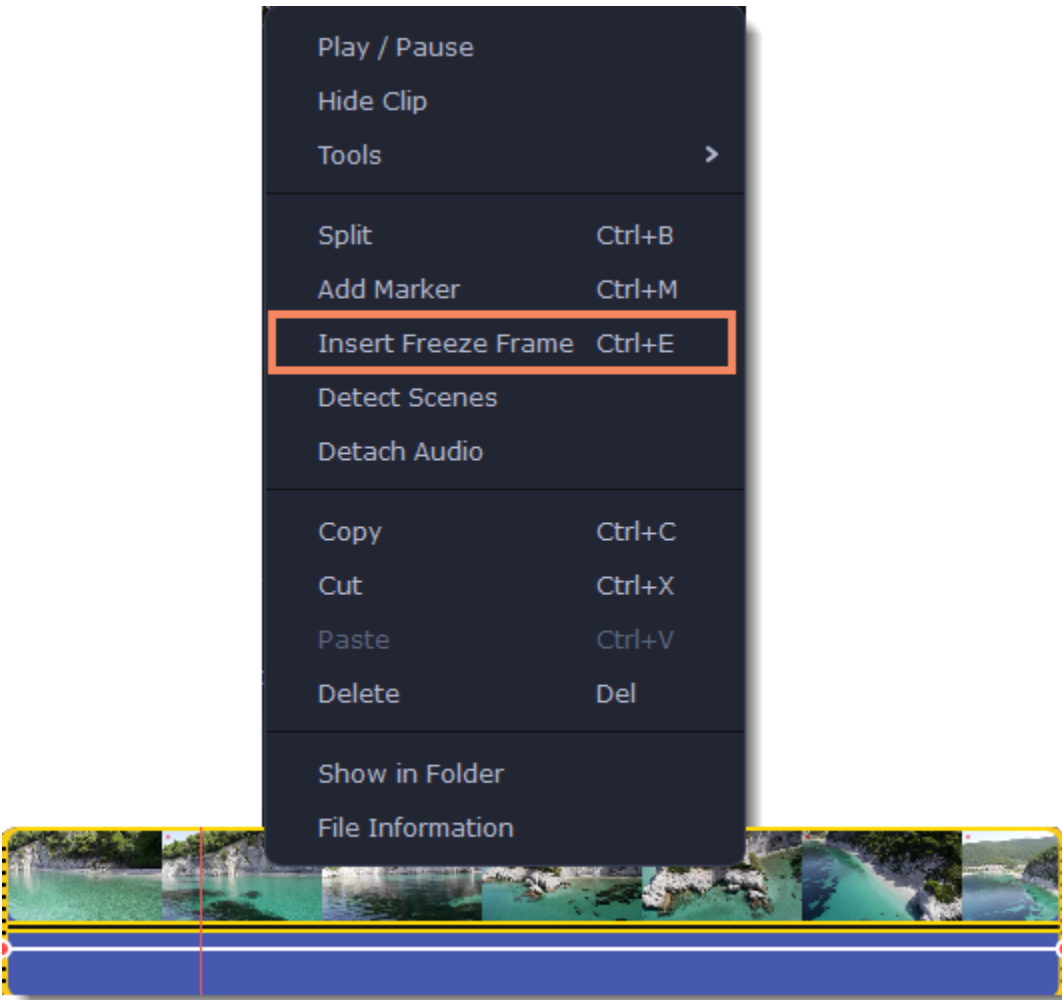 Play / Pause
Hide Clip
Tools >
Split Ctrl+B
Add Marker Ctrl+M
Insert Freeze Frame Ctrl+E
Detect Scenes
Detach Audio
Copy Ctrl+C
Cut Ctrl+X
Paste Ctrl+V
Delete Del
Show in Folder
File Information